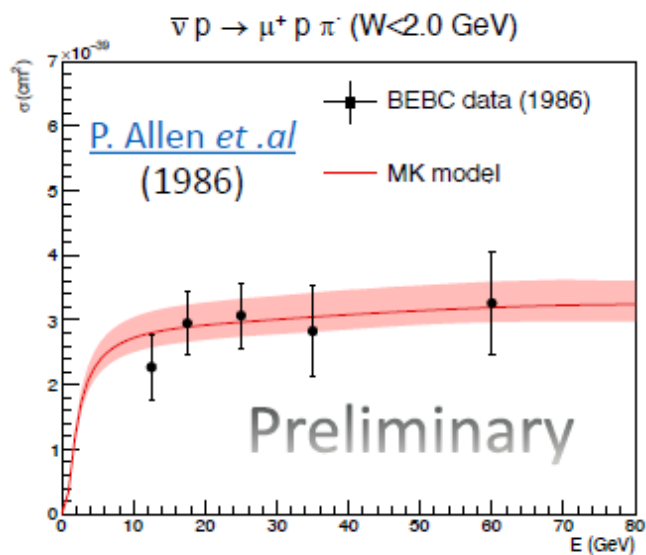 ν̅ p → μ⁺ p π⁻ (W<2.0 GeV)
×10⁻³⁹
σ(cm²)
7
6
5
4
3
2
1
0
BEBC data (1986)
MK model
P. Allen et .al
(1986)
Preliminary
0 10 20 30 40 50 60 70 80
E (GeV)